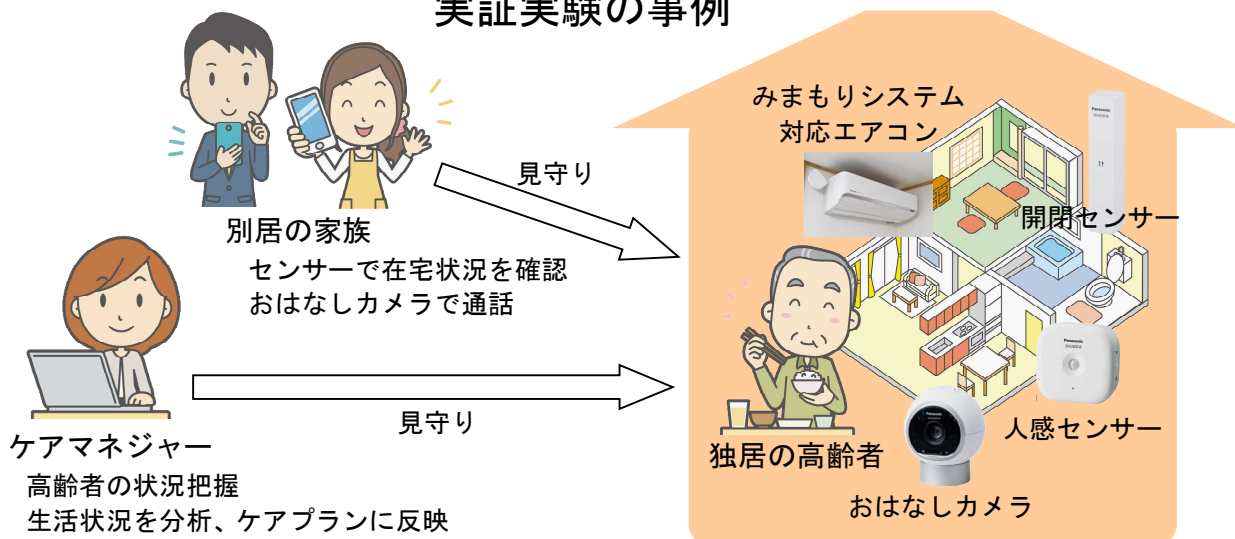 実証実験の事例
みまもりシステム
対応エアコン
Panasonic
見守り
開閉センサー
別居の家族
センサーで在宅状況を確認
おはなしカメラで通話
Panasonic
見守り
Panasonic
人感センサー
ケアマネジャー
独居の高齢者
高齢者の状況把握
おはなしカメラ
生活状況を分析、ケアプランに反映